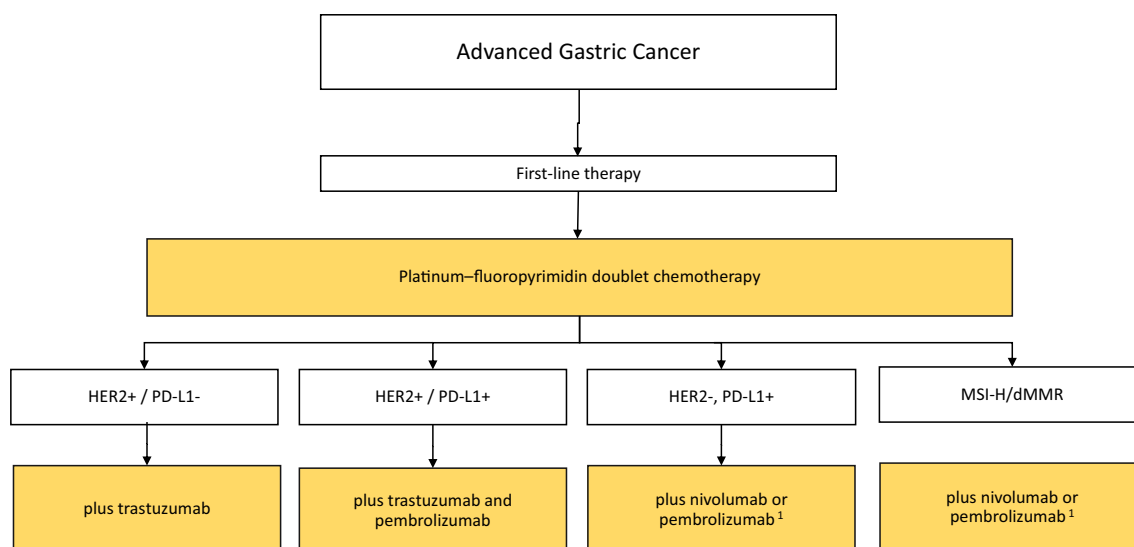 Advanced Gastric Cancer
First-line therapy
Platinum–fluoropyrimidin doublet chemotherapy
HER2+ / PD-L1-
HER2+ / PD-L1+
HER2-, PD-L1+
MSI-H/dMMR
plus trastuzumab
plus trastuzumab and
pembrolizumab
plus nivolumab or
pembrolizumab 1
plus nivolumab or
pembrolizumab 1